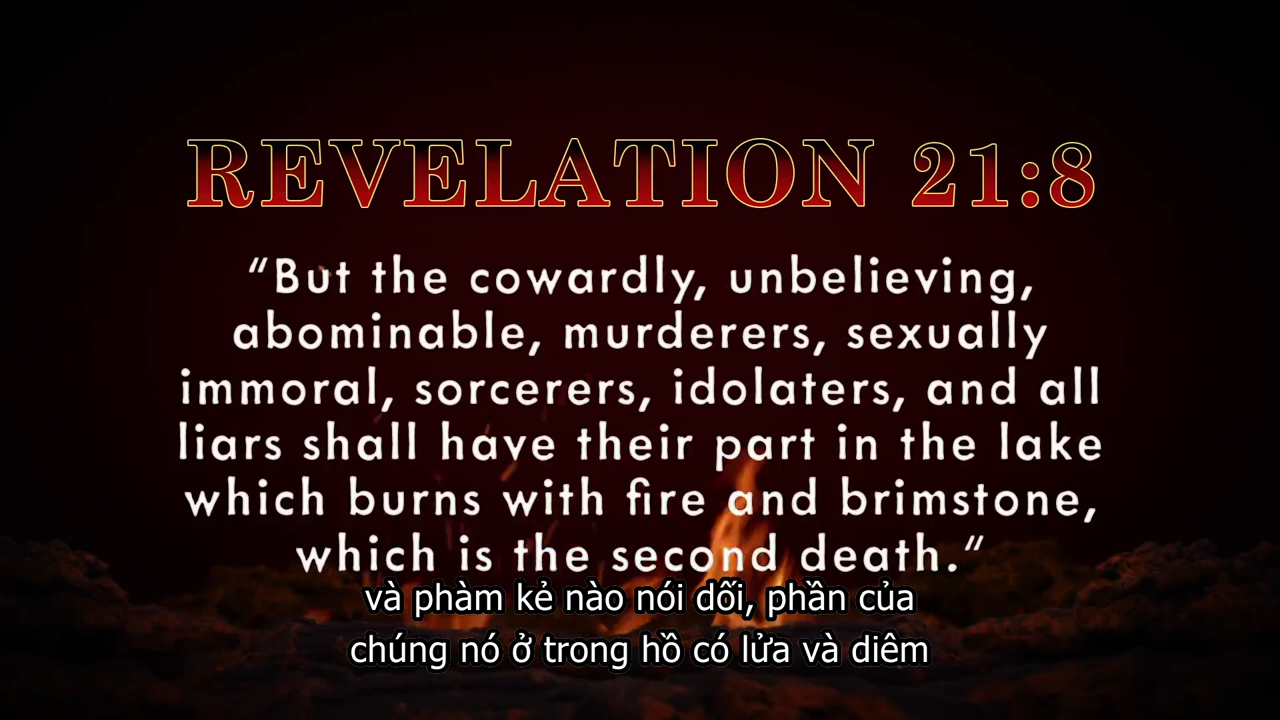 REVELATION 21:8
“But the cowardly, unbelieving,
abominable, murderers, sexually
immoral, sorcerers, idolaters, and all
liars shall have their part in the lake
which burns with fire and brimstone,
which is the second death.”
và phàm kẻ nào nói dối, phần của
chúng nó ở trong hồ có lửa và diêm